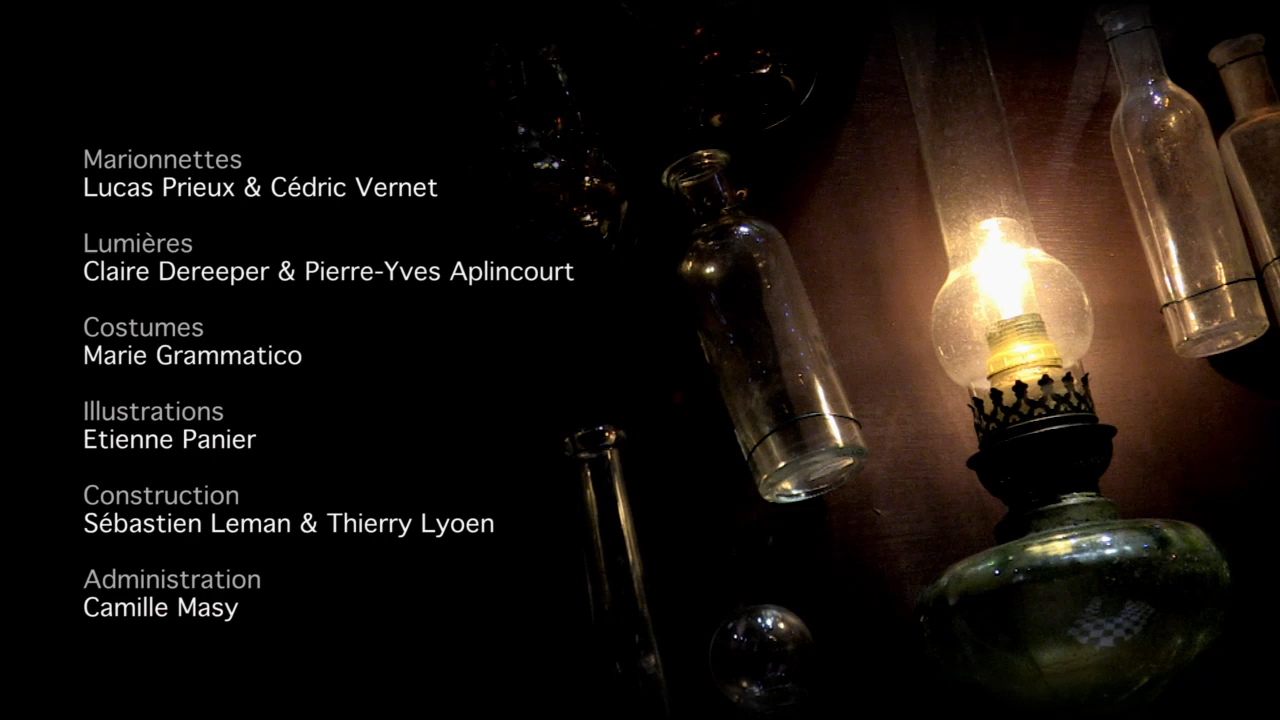 Marionnettes
Lucas Prieux & Cédric Vernet
Lumières
Claire Dereeper & Pierre-Yves Aplincourt
Costumes
Marie Grammatico
Illustrations
Etienne Panier
Construction
Sébastien Leman & Thierry Lyoen
Administration
Camille Masy